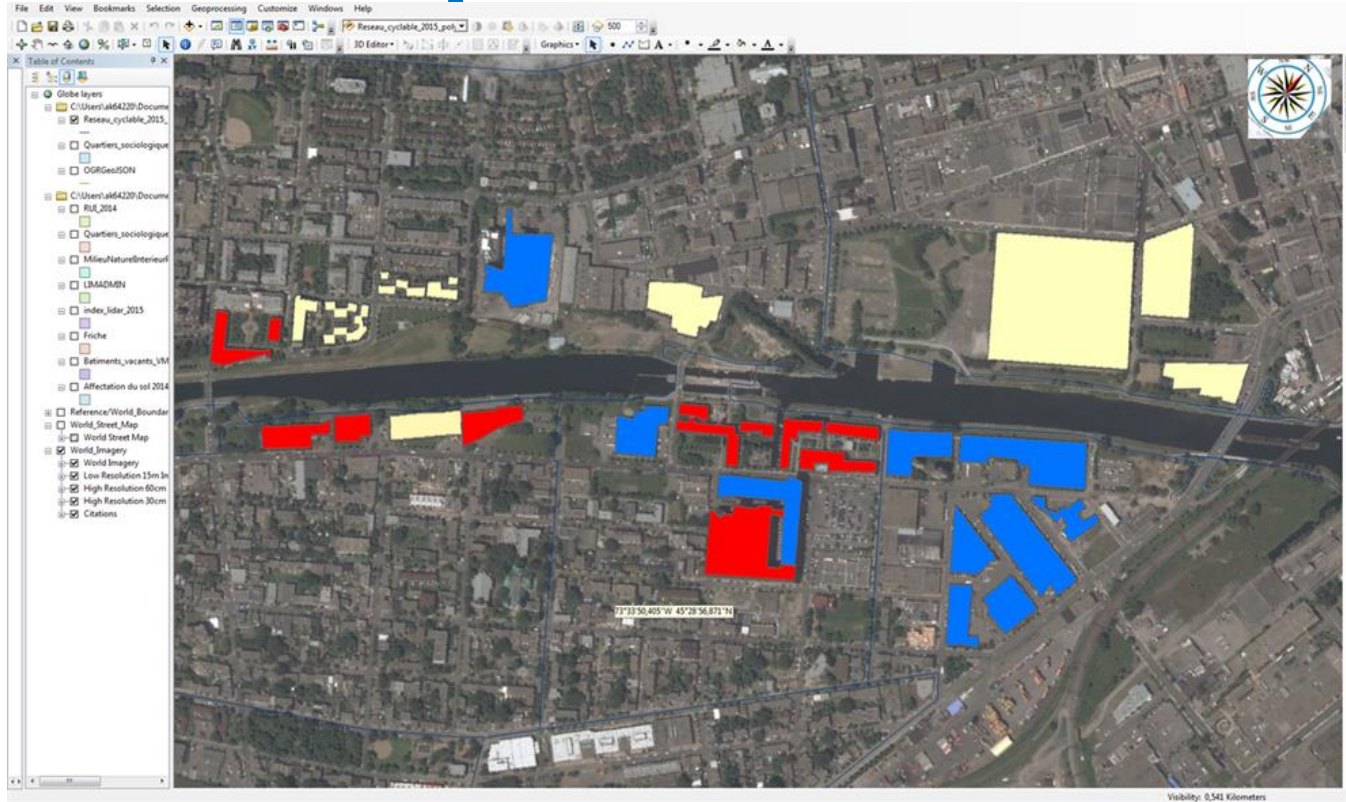 File Edit View Bookmarks Selection Geoprocessing Customize Windows Help
Reseau_cyclable_2015_pol 500
3D Editor Graphics A A
Table of Contents
Globe layers
C:\Users\ak64220\Docume
Reseau_cyclable_2015_
Quartiers_sociologique
OGRGeoJSON
C:\Users\ak64220\Docume
RUI_2014
Quartiers_sociologique
MilieuNatureInterieurF
LIMADMIN
index_lidar_2015
Friche
Batiments_vacants_VM
Affectation du sol 2014
Reference/World_Boundar
World_Street_Map
World Street Map
World_Imagery
World Imagery
Low Resolution 15m Im
High Resolution 60cm
High Resolution 30cm
Citations
73°33'50,405"W 45°28'56,871"N
Visibility: 0,541 Kilometers